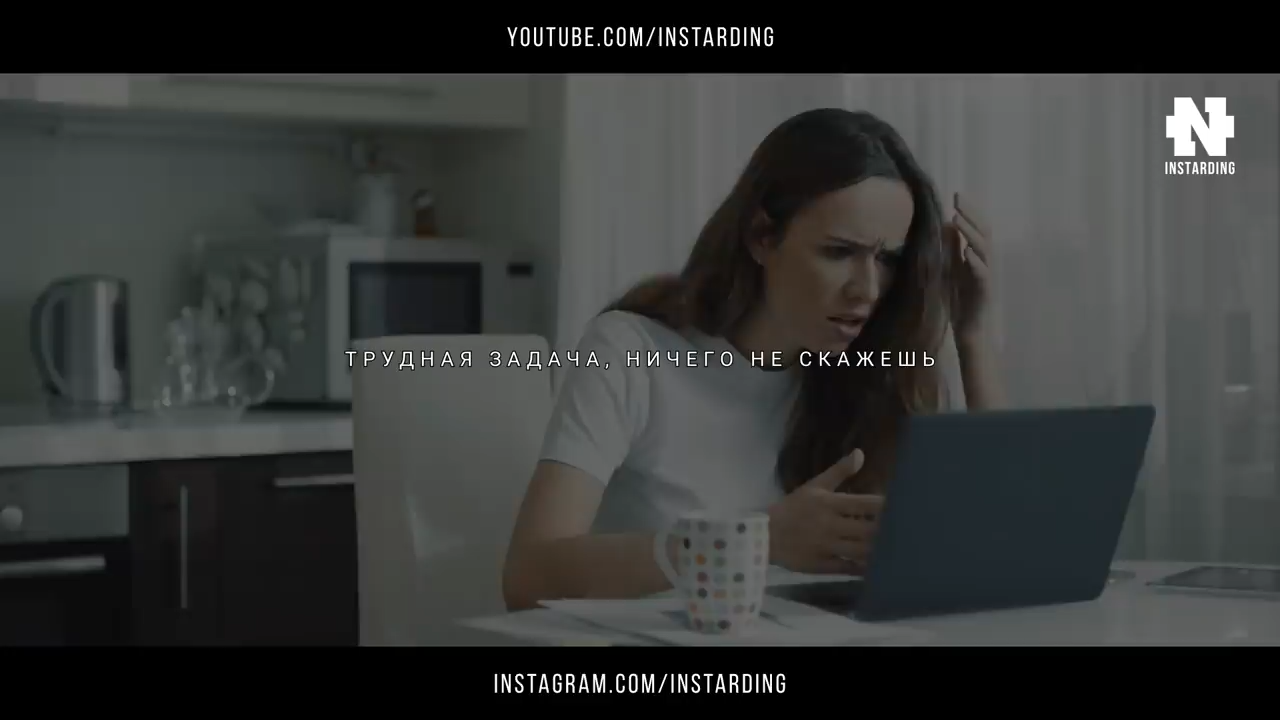 YOUTUBE.COM/INSTARDING
N
INSTARDING
ТРУДНАЯ ЗАДАЧА, НИЧЕГО НЕ СКАЖЕШЬ
INSTAGRAM.COM/INSTARDING